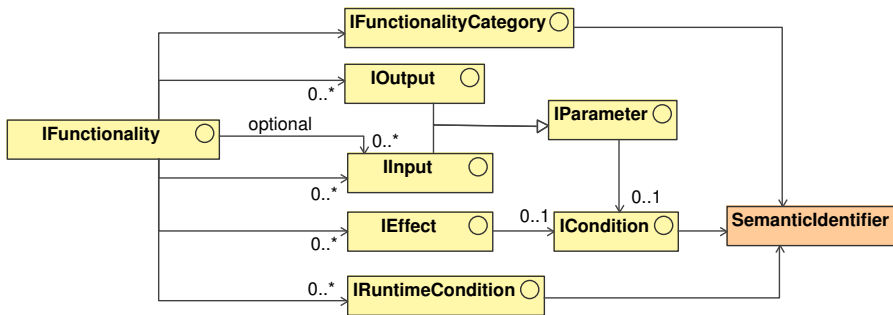 IFunctionalityCategory
IOutput
0..*
IParameter
optional
IFunctionality
0..*
IInput
0..*
0..1
IEffect
0..1
ICondition
SemanticIdentifier
0..*
0..*
IRuntimeCondition